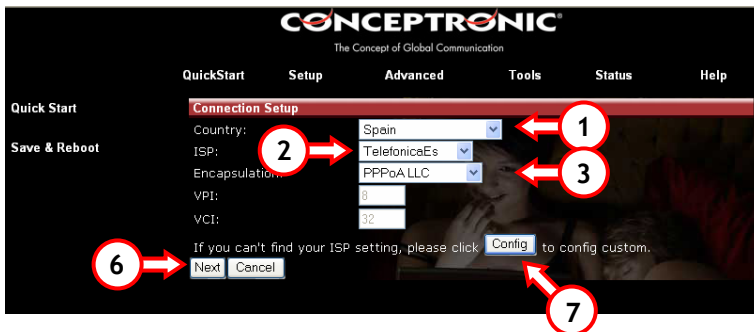 CONCEPTRONIC®
The Concept of Global Communication
QuickStart Setup Advanced Tools Status Help
Quick Start
Save & Reboot
Connection Setup
Country: Spain 1
2 ISP: TelefonicaEs
Encapsulation: PPPoA LLC 3
VPI: 8
VCI: 32
If you can't find your ISP setting, please click Config to config custom.
6 Next Cancel
7